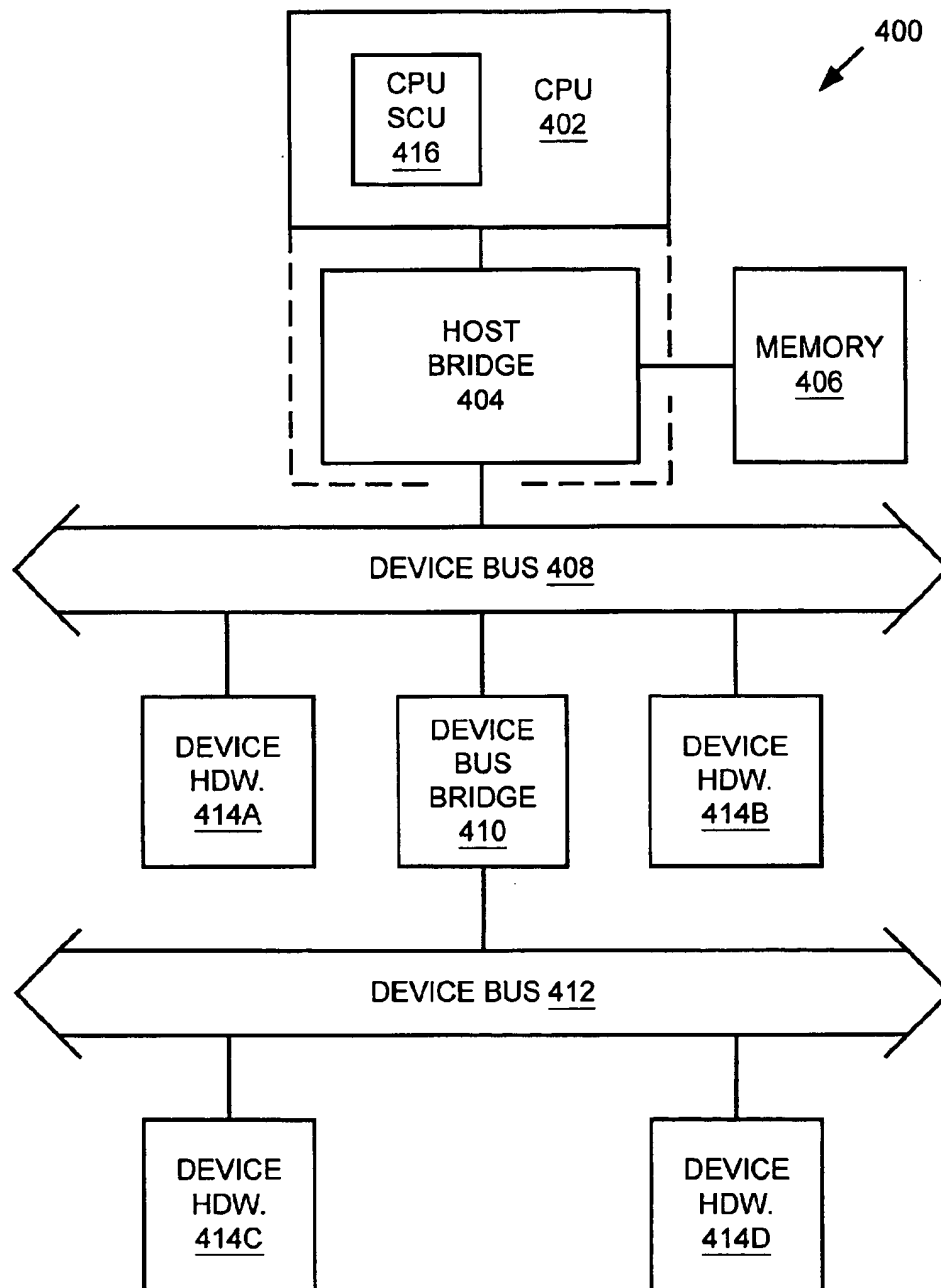 400
CPU
SCU
416
CPU
402
HOST
BRIDGE
404
MEMORY
406
DEVICE BUS 408
DEVICE
HDW.
414A
DEVICE
BUS
BRIDGE
410
DEVICE
HDW.
414B
DEVICE BUS 412
DEVICE
HDW.
414C
DEVICE
HDW.
414D